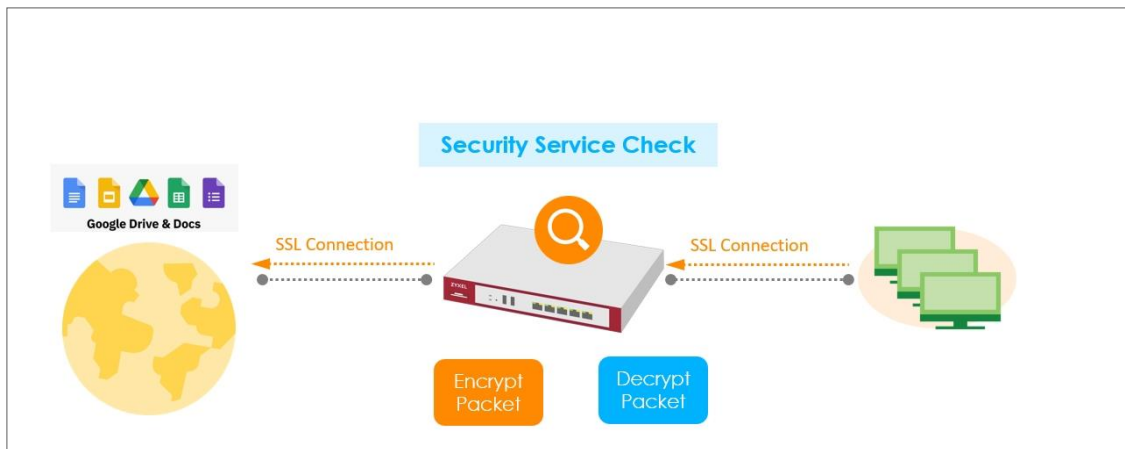 Security Service Check
Google Drive & Docs
SSL Connection
SSL Connection
ZYXEL
Encrypt
Packet
Decrypt
Packet